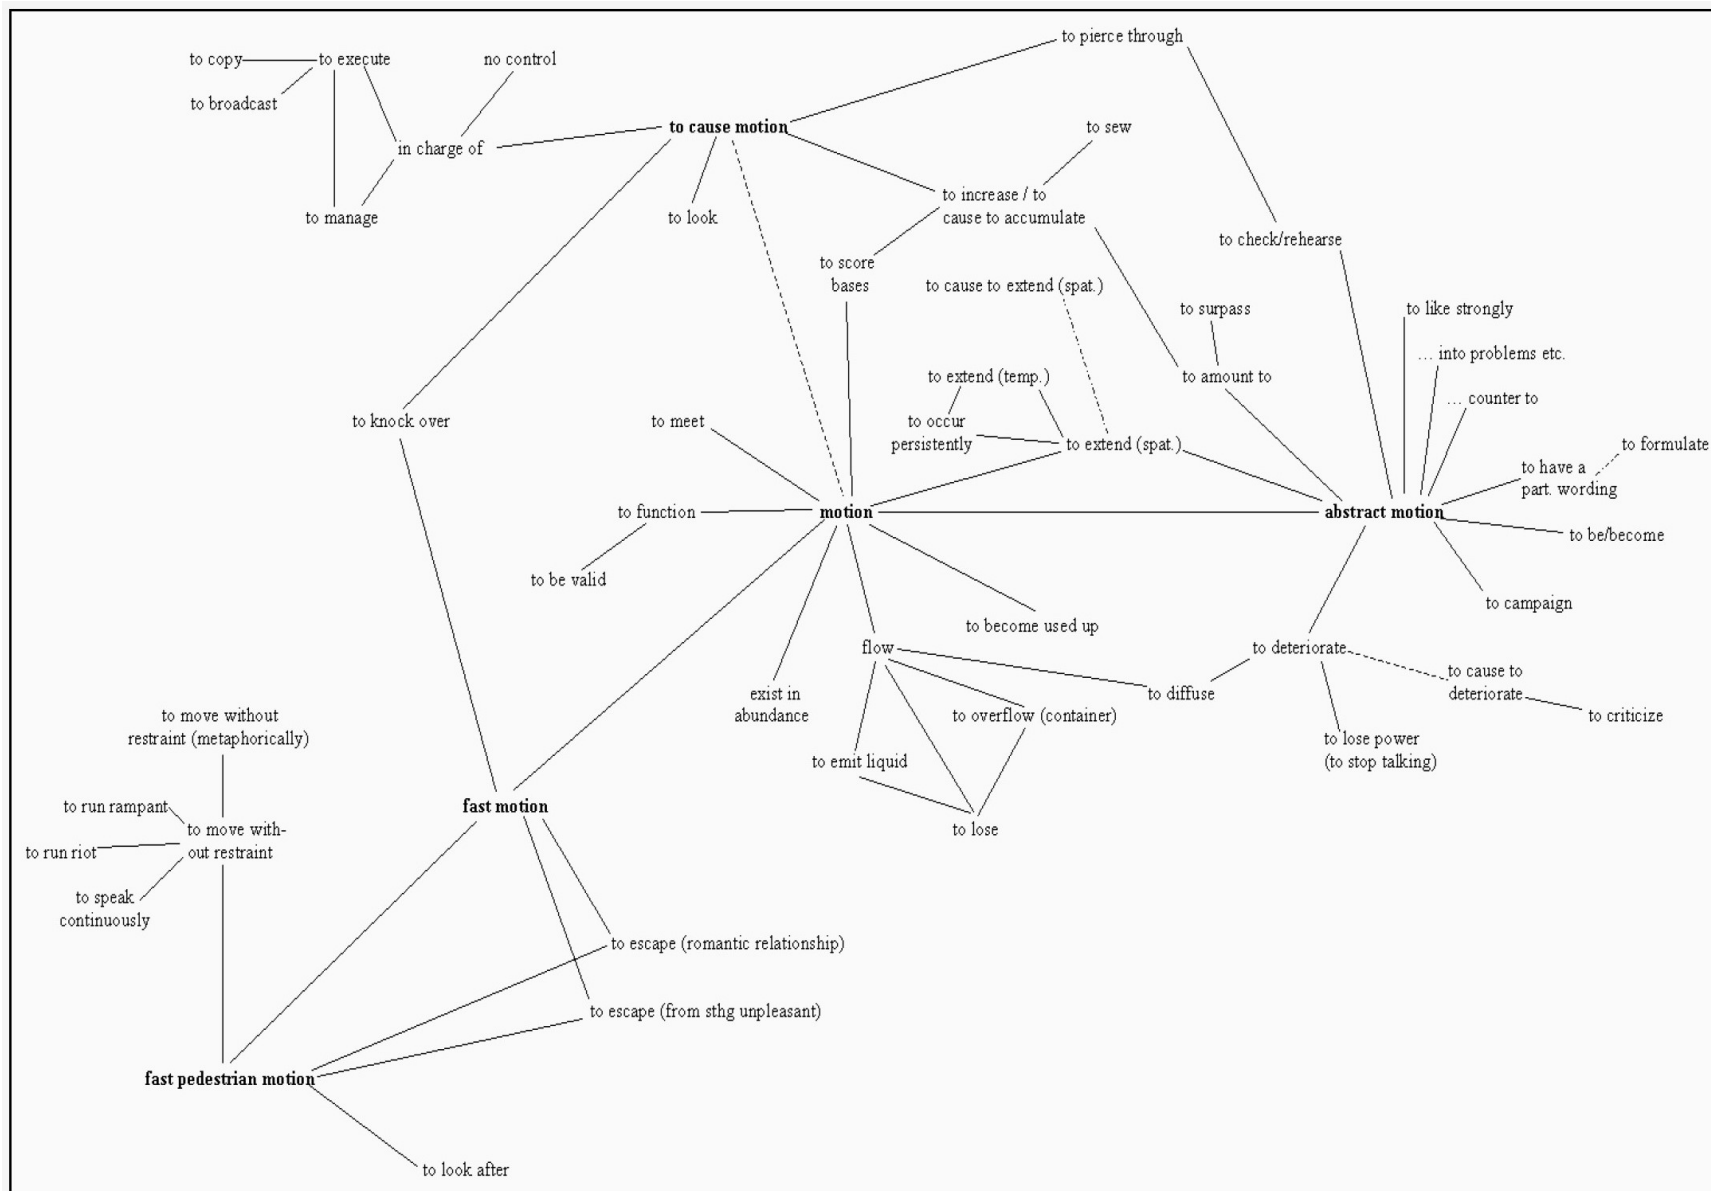 to pierce through
to copy
to execute
no control
to broadcast
to cause motion
to sew
in charge of
to increase / to
cause to accumulate
to manage
to look
to check/rehearse
to score
bases
to cause to extend (spat.)
to surpass
to like strongly
... into problems etc.
to extend (temp.)
to amount to
... counter to
to knock over
to meet
to occur
persistently
to extend (spat.)
to formulate
to have a
part. wording
to function
motion
abstract motion
to be/become
to be valid
to campaign
to become used up
flow
to deteriorate
to cause to
deteriorate
exist in
abundance
to diffuse
to move without
restraint (metaphorically)
to overflow (container)
to criticize
to lose power
(to stop talking)
to emit liquid
to run rampant
fast motion
to move with-
out restraint
to lose
to run riot
to speak
continuously
to escape (romantic relationship)
to escape (from sthg unpleasant)
fast pedestrian motion
to look after